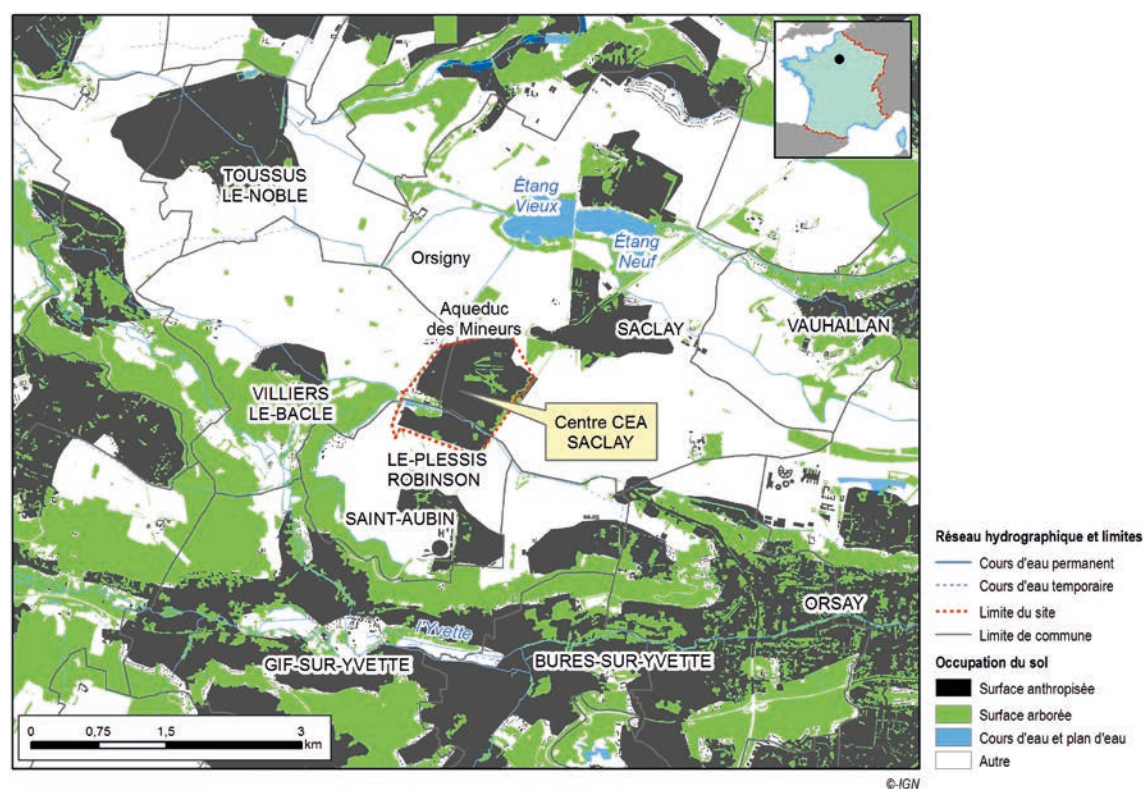 TOUSSUS
LE-NOBLE
Étang
Vieux
Étang
Neuf
Orsigny
Aqueduc
des Mineurs
SACLAY
VAUHALLAN
VILLIERS
LE-BACLE
Centre CEA
SACLAY
LE-PLESSIS
ROBINSON
SAINT-AUBIN
ORSAY
l'Yvette
GIF-SUR-YVETTE
BURES-SUR-YVETTE
0 0,75 1,5 3
km
Réseau hydrographique et limites
Cours d'eau permanent
Cours d'eau temporaire
Limite du site
Limite de commune
Occupation du sol
Surface anthropisée
Surface arborée
Cours d'eau et plan d'eau
Autre
©-IGN